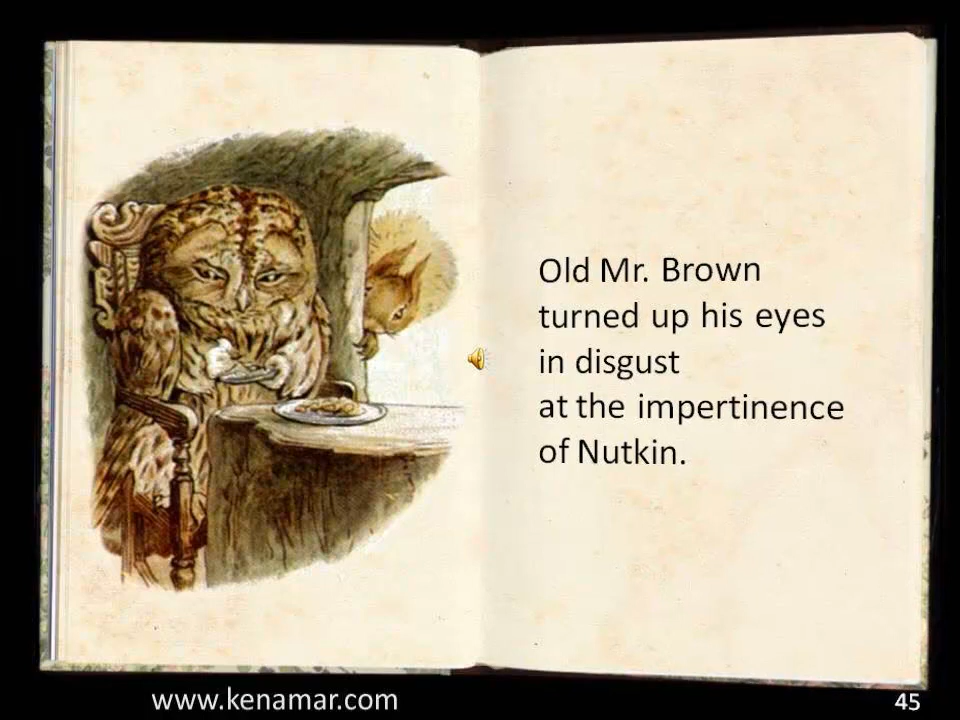 Old Mr. Brown
turned up his eyes
in disgust
at the impertinence
of Nutkin.
www.kenamar.com
45